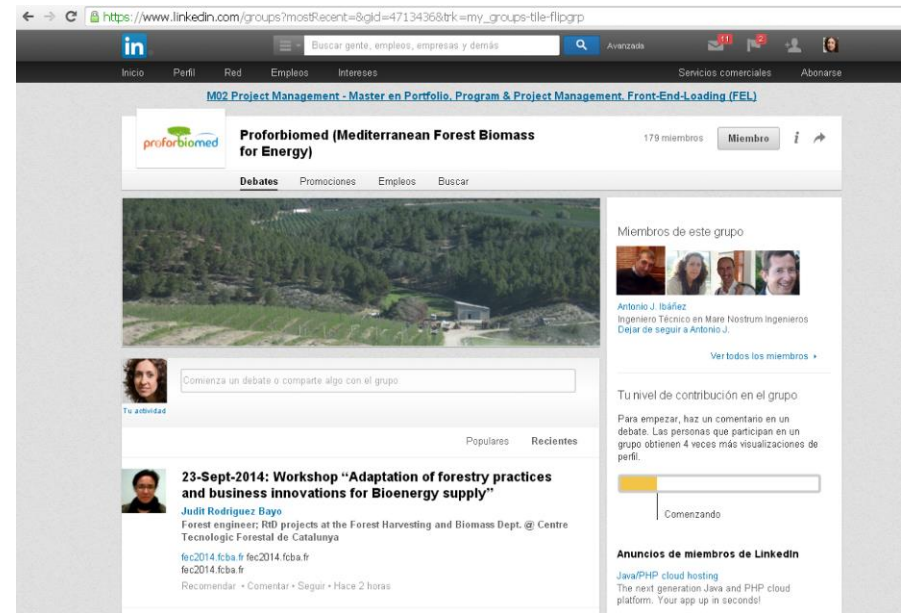 https://www.linkedin.com/groups?mostRecent=&gid=4713436&trk=my_groups-tile-flipgrp
in
Buscar gente, empleos, empresas y demás
Avanzada
11
2
Inicio Perfil Red Empleos Intereses
Servicios comerciales Abonarse
M02 Project Management - Master en Portfolio, Program & Project Management. Front-End-Loading (FEL)
proforbiomed
Proforbiomed (Mediterranean Forest Biomass
for Energy)
179 miembros
Miembro
i
Debates Promociones Empleos Buscar
Miembros de este grupo
Antonio J. Ibáñez
Ingeniero Técnico en Mare Nostrum Ingenieros
Dejar de seguir a Antonio J.
Ver todos los miembros
Comienza un debate o comparte algo con el grupo
Tu actividad
Populares Recientes
Tu nivel de contribución en el grupo
Para empezar, haz un comentario en un
debate. Las personas que participan en un
grupo obtienen 4 veces más visualizaciones de
perfil.
Comenzando
23-Sept-2014: Workshop “Adaptation of forestry practices
and business innovations for Bioenergy supply”
Judit Rodriguez Bayo
Forest engineer; RtD projects at the Forest Harvesting and Biomass Dept. @ Centre
Tecnologic Forestal de Catalunya
fec2014.fcba.fr fec2014.fcba.fr
fec2014.fcba.fr
Recomendar • Comentar • Seguir • Hace 2 horas
Anuncios de miembros de LinkedIn
Java/PHP cloud hosting
The next generation Java and PHP cloud
platform. Your app up in seconds!